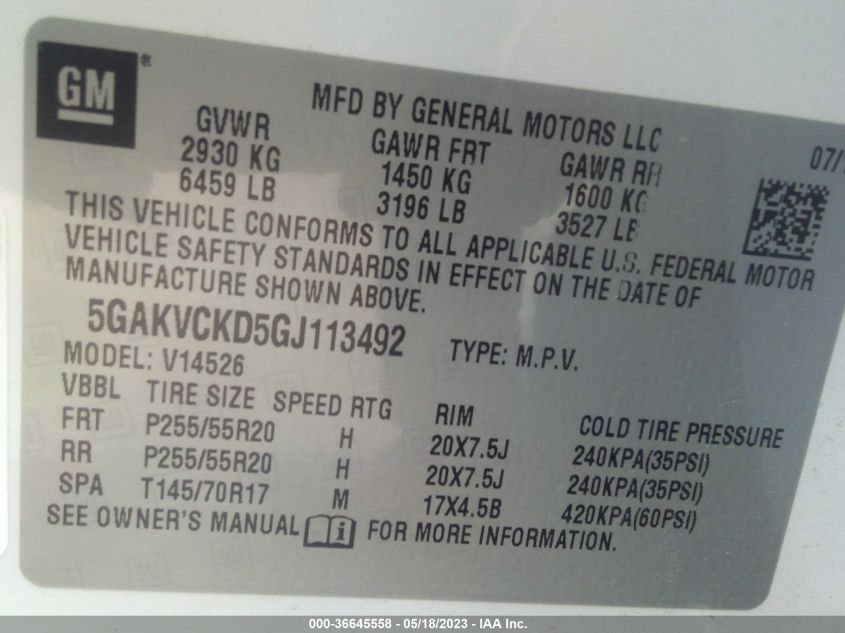 GM®
MFD BY GENERAL MOTORS LLC
GVWR GAWR FRT GAWR RR
2930 KG 1450 KG 1600 KG
6459 LB 3196 LB 3527 LB
THIS VEHICLE CONFORMS TO ALL APPLICABLE U.S. FEDERAL MOTOR
VEHICLE SAFETY STANDARDS IN EFFECT ON THE DATE OF
MANUFACTURE SHOWN ABOVE.
5GAKVCKD5GJ113492 TYPE: M.P.V.
MODEL: V14526
VBBL TIRE SIZE SPEED RTG RIM COLD TIRE PRESSURE
FRT P255/55R20 H 20X7.5J 240KPA(35PSI)
RR P255/55R20 H 20X7.5J 240KPA(35PSI)
SPA T145/70R17 M 17X4.5B 420KPA(60PSI)
SEE OWNER'S MANUAL FOR MORE INFORMATION.
000-36645558 - 05/18/2023 - IAA Inc.